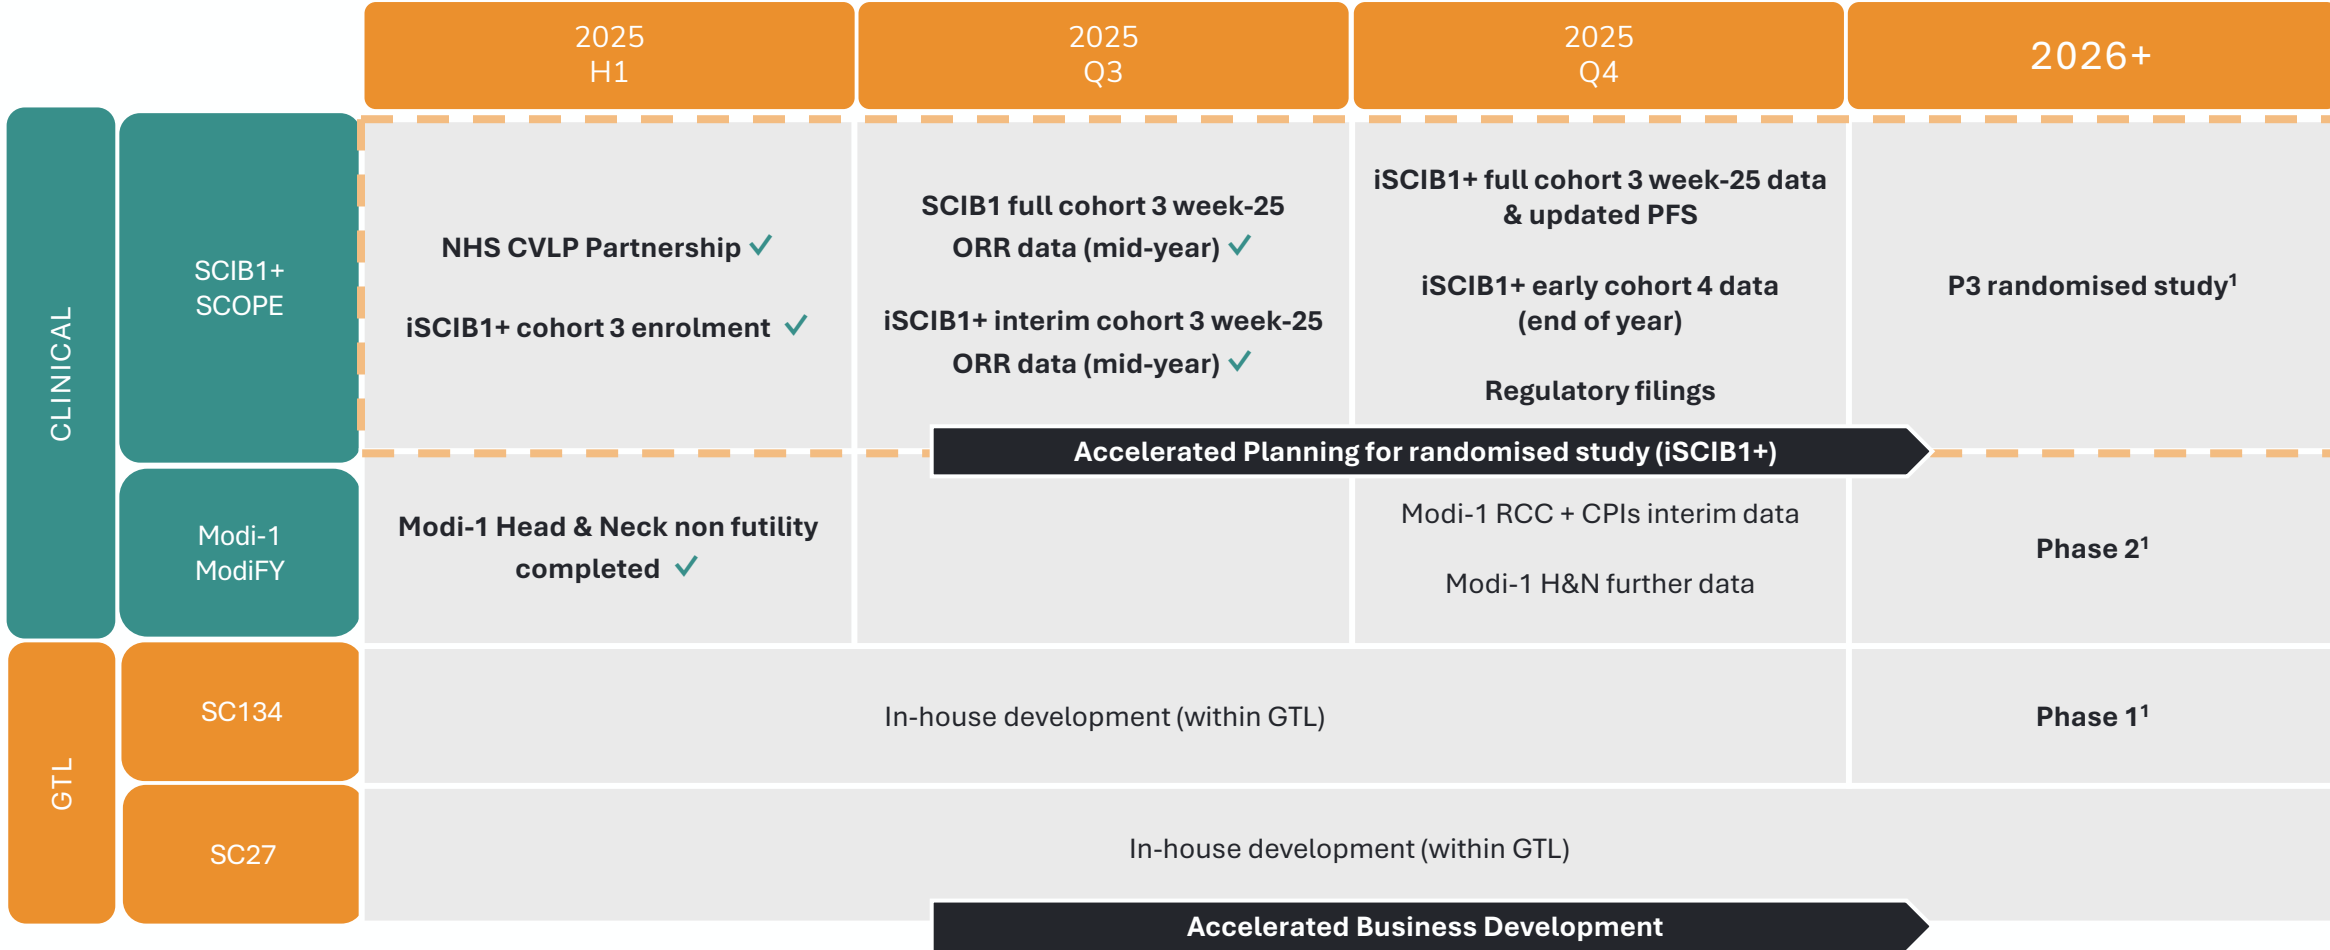 2025
H1
2025
Q3
2025
Q4
2026+
CLINICAL
SCIB1+
SCOPE
NHS CVLP Partnership ✓
iSCIB1+ cohort 3 enrolment ✓
SCIB1 full cohort 3 week-25
ORR data (mid-year) ✓
iSCIB1+ interim cohort 3 week-25
ORR data (mid-year) ✓
iSCIB1+ full cohort 3 week-25 data
& updated PFS
iSCIB1+ early cohort 4 data
(end of year)
Regulatory filings
P3 randomised study¹
Accelerated Planning for randomised study (iSCIB1+)
Modi-1
ModiFY
Modi-1 Head & Neck non futility
completed ✓
Modi-1 RCC + CPIs interim data
Modi-1 H&N further data
Phase 2¹
GTL
SC134
In-house development (within GTL)
Phase 1¹
SC27
In-house development (within GTL)
Accelerated Business Development